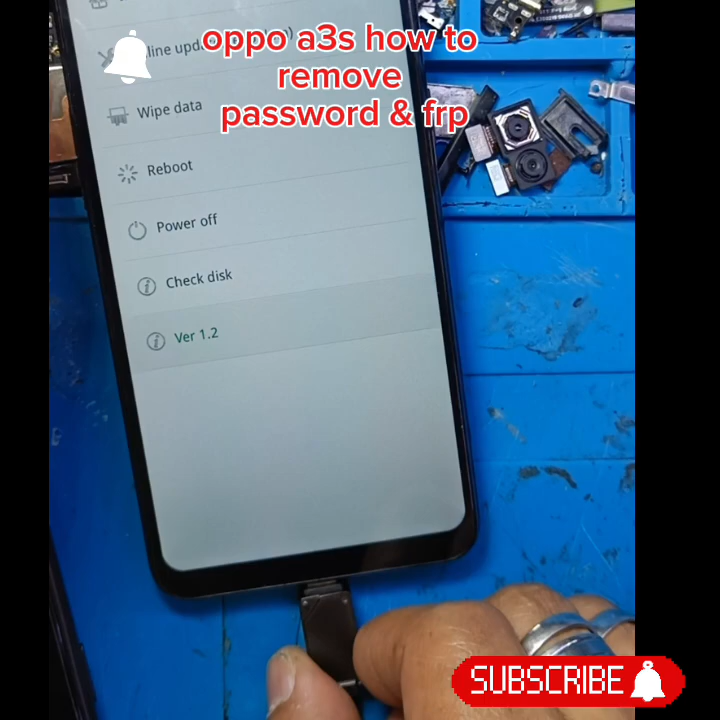 oppo a3s how to
remove
password & frp
Wipe data
Reboot
Power off
Check disk
Ver 1.2
SUBSCRIBE